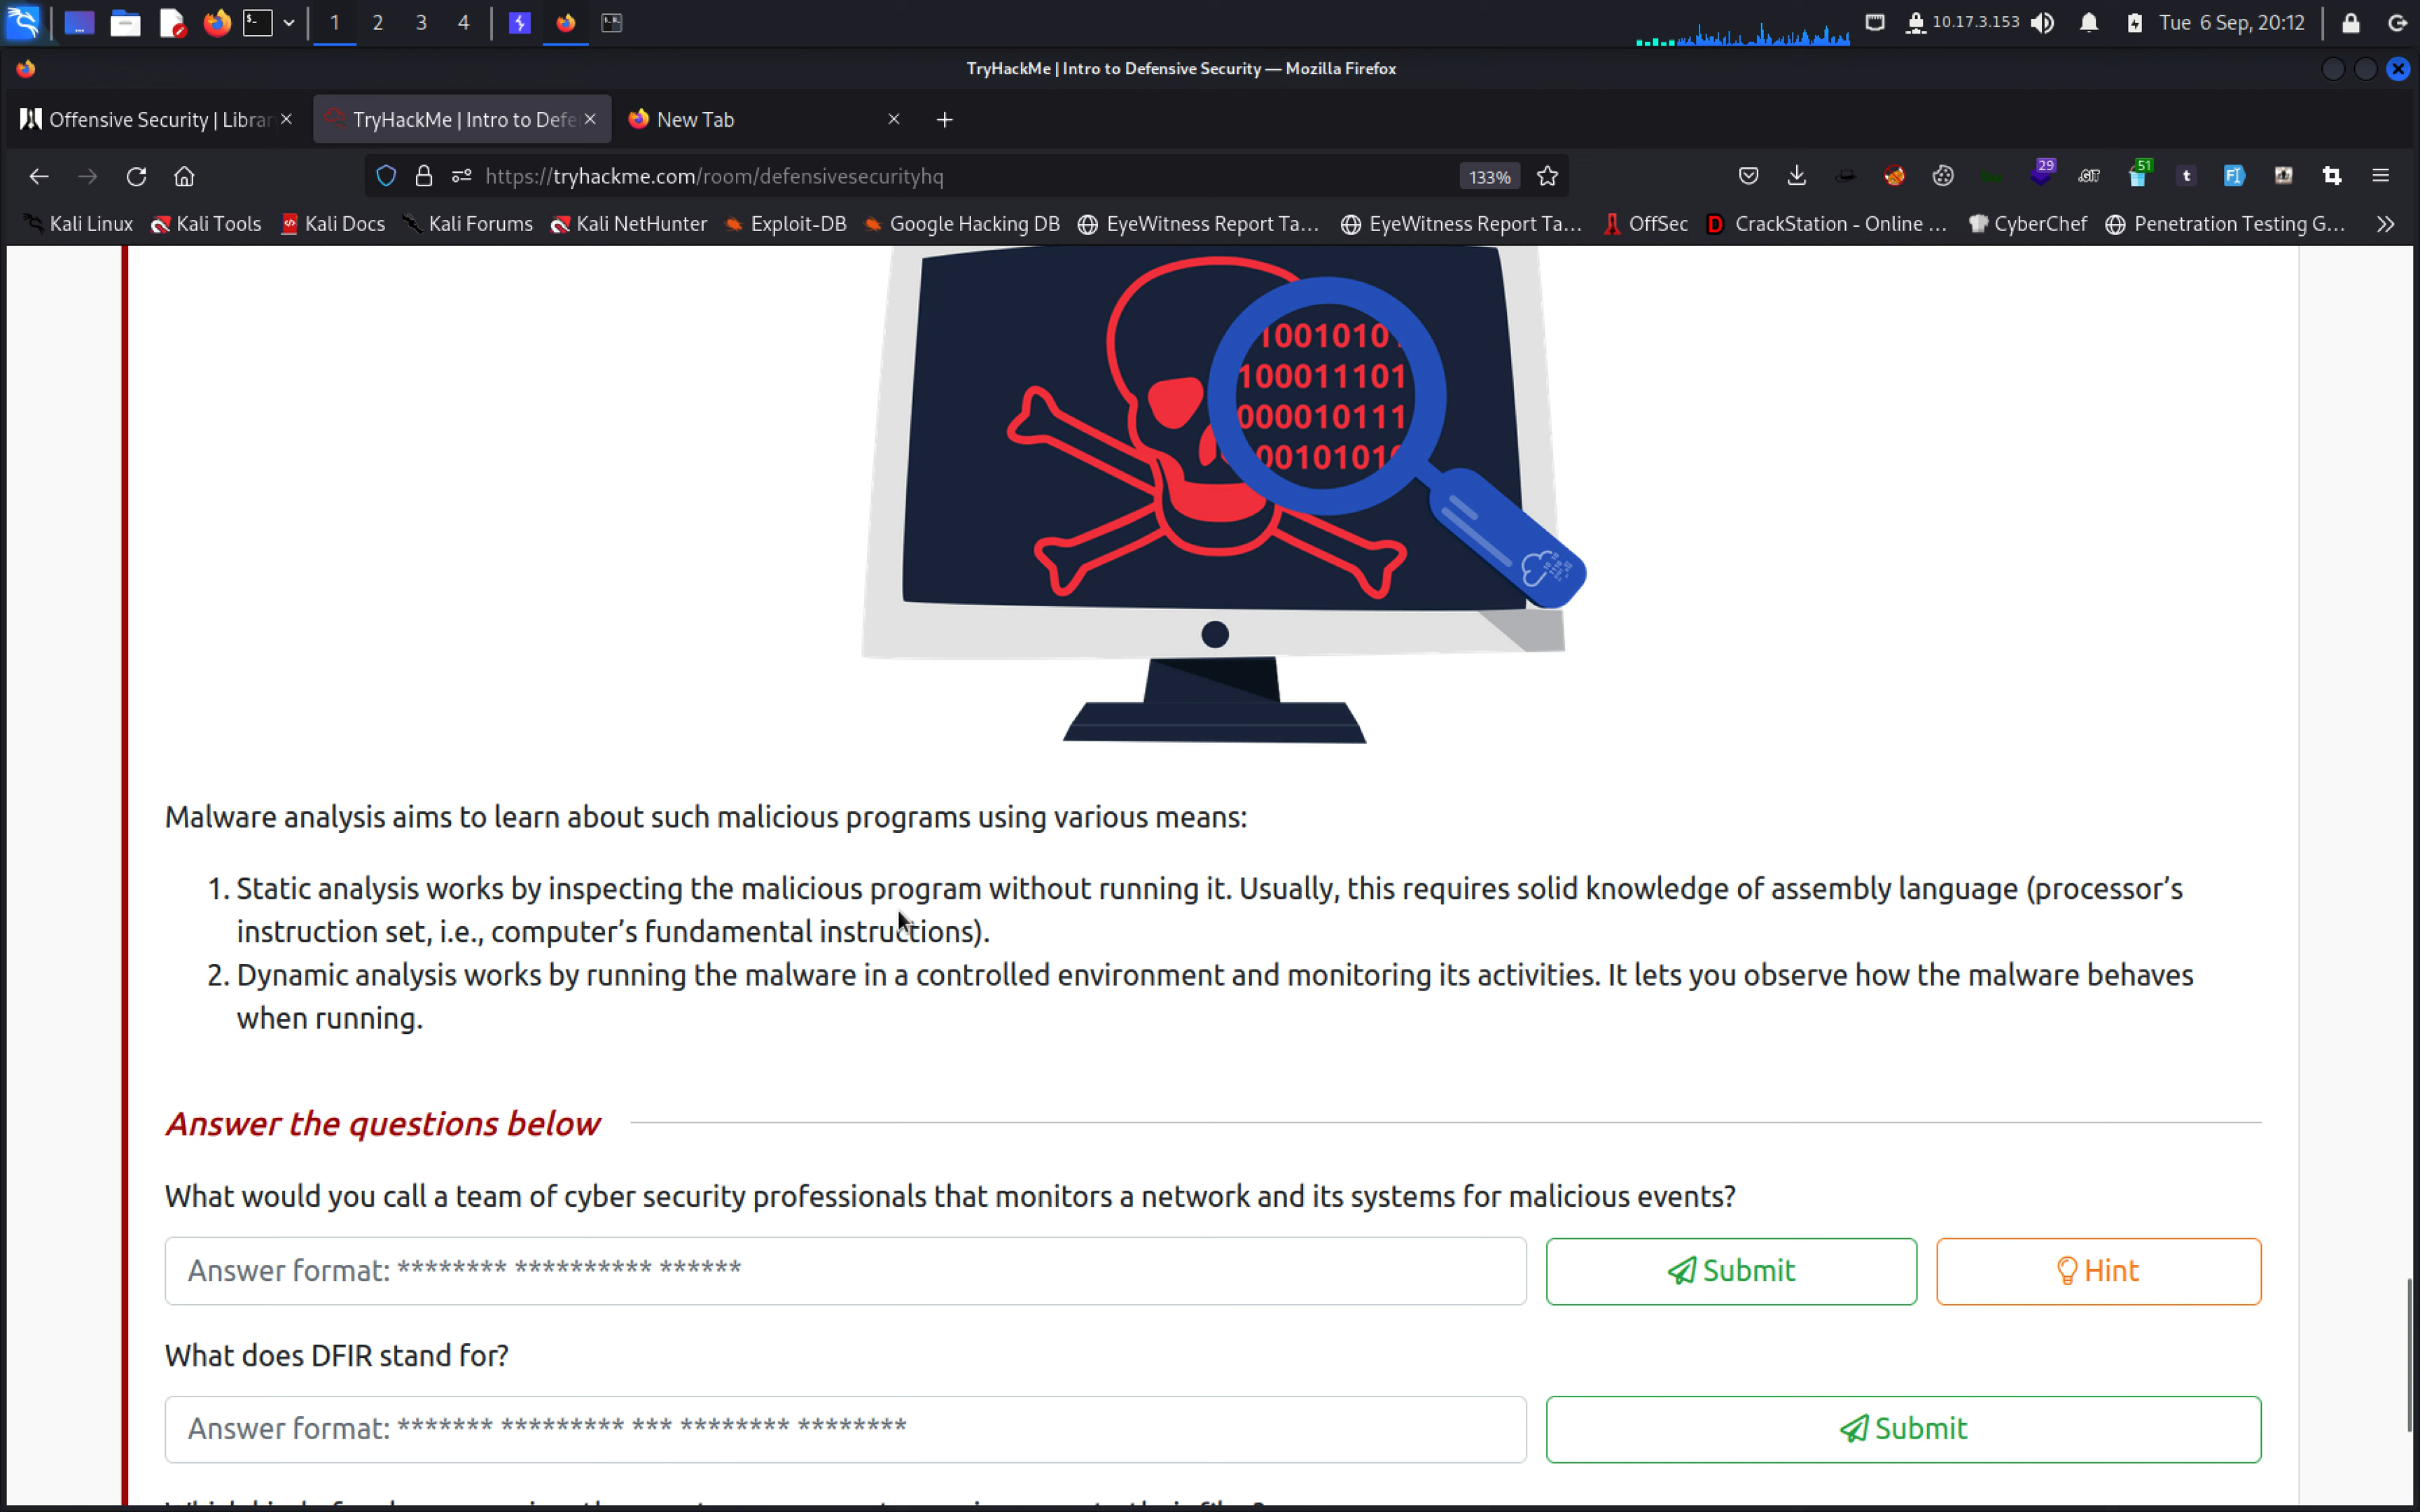 1 2 3 4 10.17.3.153 Tue 6 Sep, 20:12
TryHackMe | Intro to Defensive Security — Mozilla Firefox
Offensive Security | Librar TryHackMe | Intro to Defe New Tab
https://tryhackme.com/room/defensivesecurityhq 133% 29 .GIT 51 t
Kali Linux Kali Tools Kali Docs Kali Forums Kali NetHunter Exploit-DB Google Hacking DB EyeWitness Report Ta... EyeWitness Report Ta... OffSec CrackStation - Online ... CyberChef Penetration Testing G...
100011101
000010111
Malware analysis aims to learn about such malicious programs using various means:
1. Static analysis works by inspecting the malicious program without running it. Usually, this requires solid knowledge of assembly language (processor’s
instruction set, i.e., computer’s fundamental instructions).
2. Dynamic analysis works by running the malware in a controlled environment and monitoring its activities. It lets you observe how the malware behaves
when running.
Answer the questions below
What would you call a team of cyber security professionals that monitors a network and its systems for malicious events?
Answer format: ******** ********** ****** Submit Hint
What does DFIR stand for?
Answer format: ******* ********* *** ******** ******** Submit